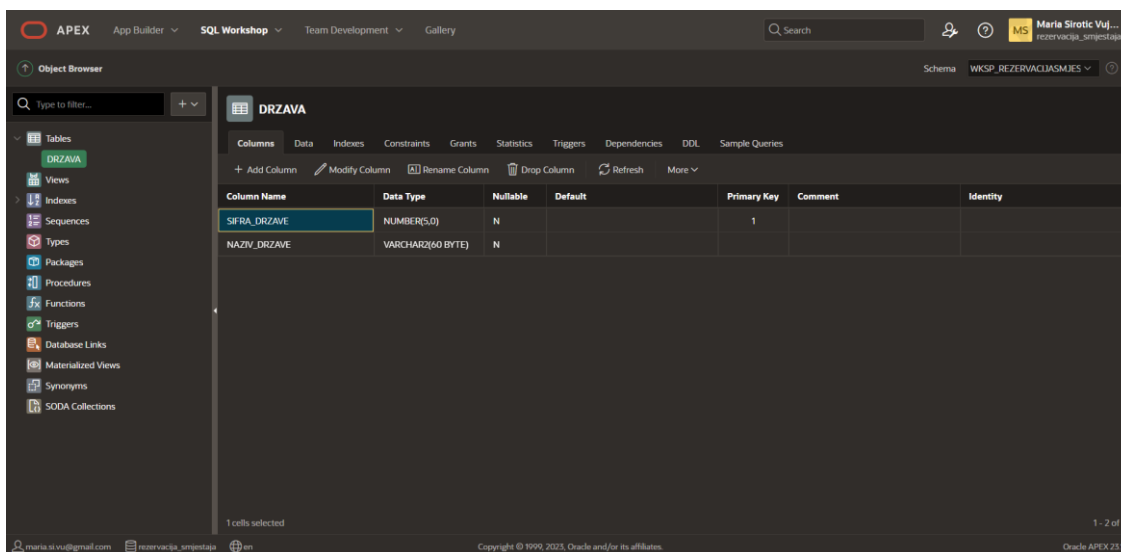 APEX App Builder SQL Workshop Team Development Gallery Search MS Maria Sirotic Vuj...
rezervacija_smjestaja
Object Browser Schema WKSP_REZERVACIJASMJES
Type to filter...
DRZAVA
Tables
DRZAVA
Views
Indexes
Sequences
Types
Packages
Procedures
Functions
Triggers
Database Links
Materialized Views
Synonyms
SODA Collections
Columns Data Indexes Constraints Grants Statistics Triggers Dependencies DDL Sample Queries
Add Column Modify Column Rename Column Drop Column Refresh More
Column Name Data Type Nullable Default Primary Key Comment Identity
SIFRA_DRZAVE NUMBER(5,0) N 1
NAZIV_DRZAVE VARCHAR2(60 BYTE) N
1 cells selected 1 - 2 of
maria.si.vu@gmail.com rezervacija_smjestaja en Copyright © 1999, 2023, Oracle and/or its affiliates. Oracle APEX 23